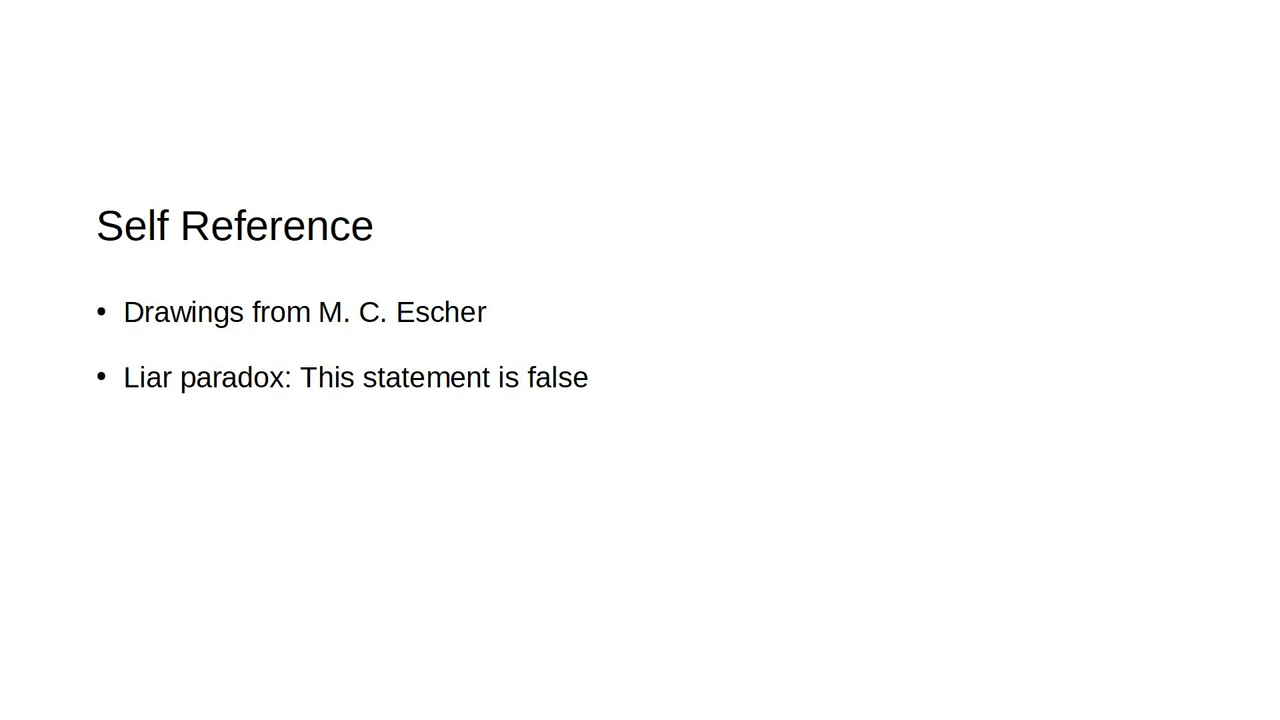 Self Reference
• Drawings from M. C. Escher
• Liar paradox: This statement is false